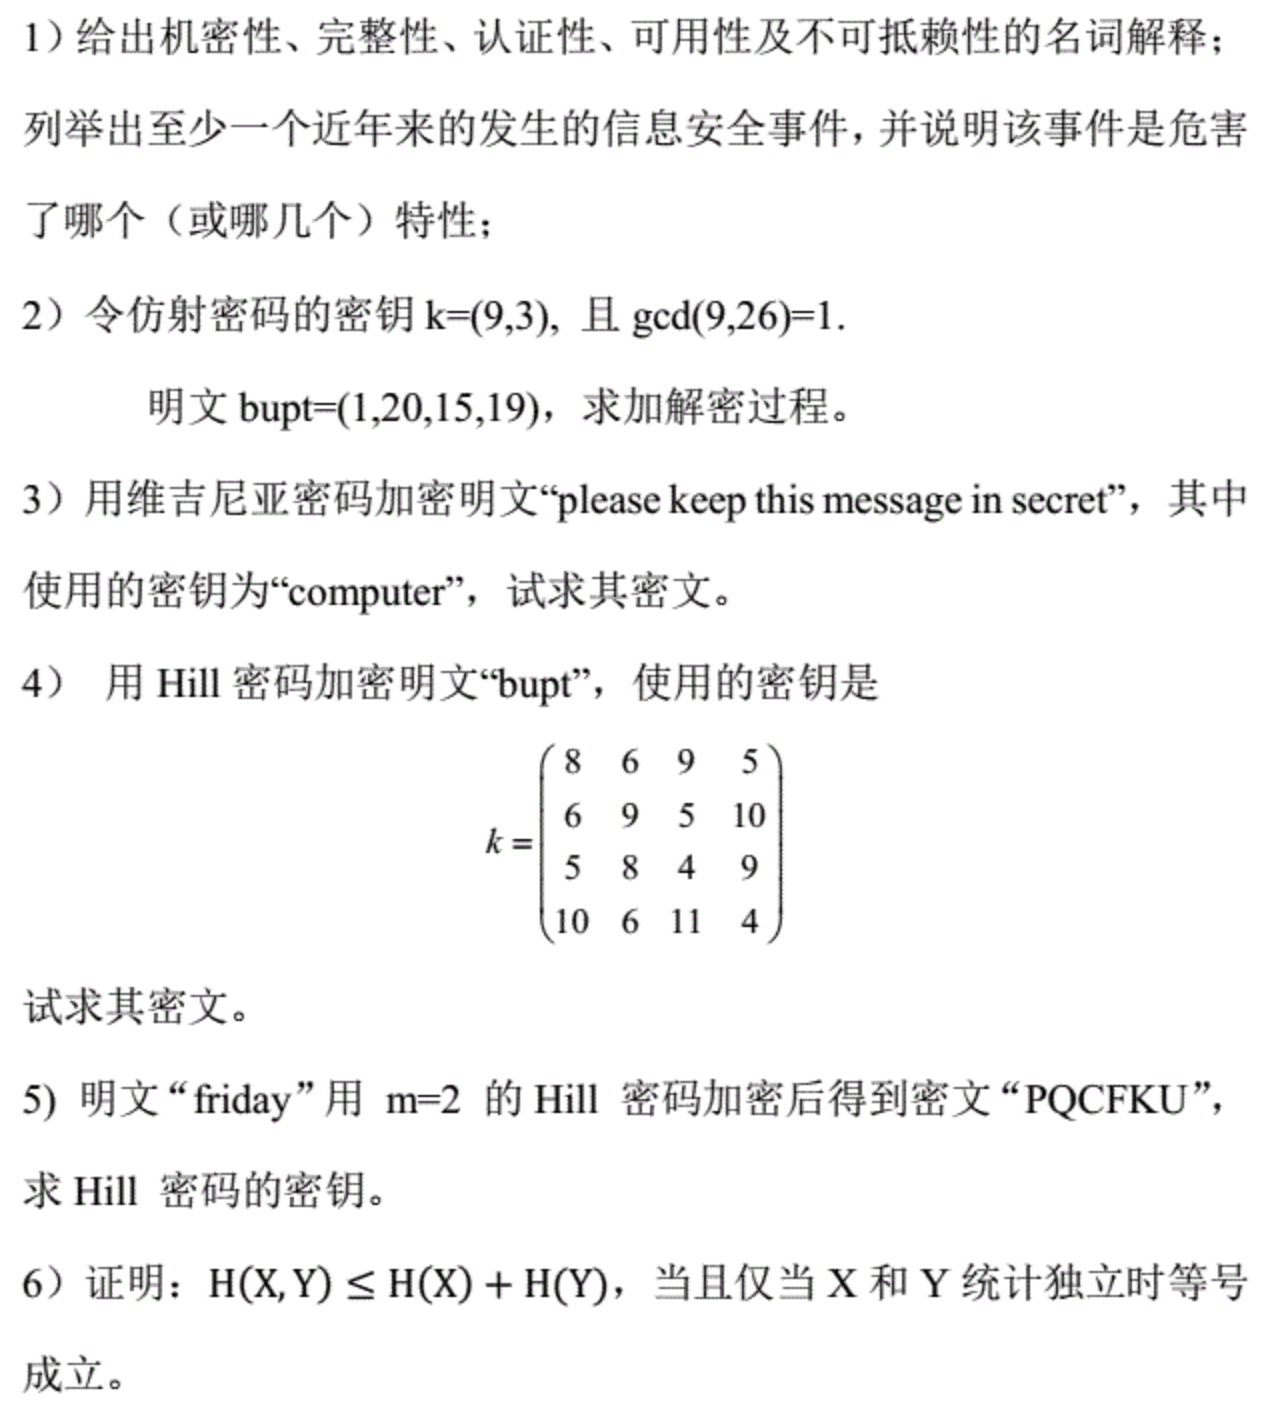 1）给出机密性、完整性、认证性、可用性及不可抵赖性的名词解释；
列举出至少一个近年来的发生的信息安全事件，并说明该事件是危害
了哪个（或哪几个）特性；
2）令仿射密码的密钥 k=(9,3), 且 gcd(9,26)=1.
明文 bupt=(1,20,15,19)，求加解密过程。
3）用维吉尼亚密码加密明文“please keep this message in secret”，其中
使用的密钥为“computer”，试求其密文。
4） 用 Hill 密码加密明文“bupt”，使用的密钥是
8 6 9 5
6 9 5 10
k =
5 8 4 9
10 6 11 4
试求其密文。
5) 明文“friday”用 m=2 的 Hill 密码加密后得到密文“PQCFKU”，
求 Hill 密码的密钥。
6）证明：H(X, Y) ≤ H(X) + H(Y)，当且仅当 X 和 Y 统计独立时等号
成立。